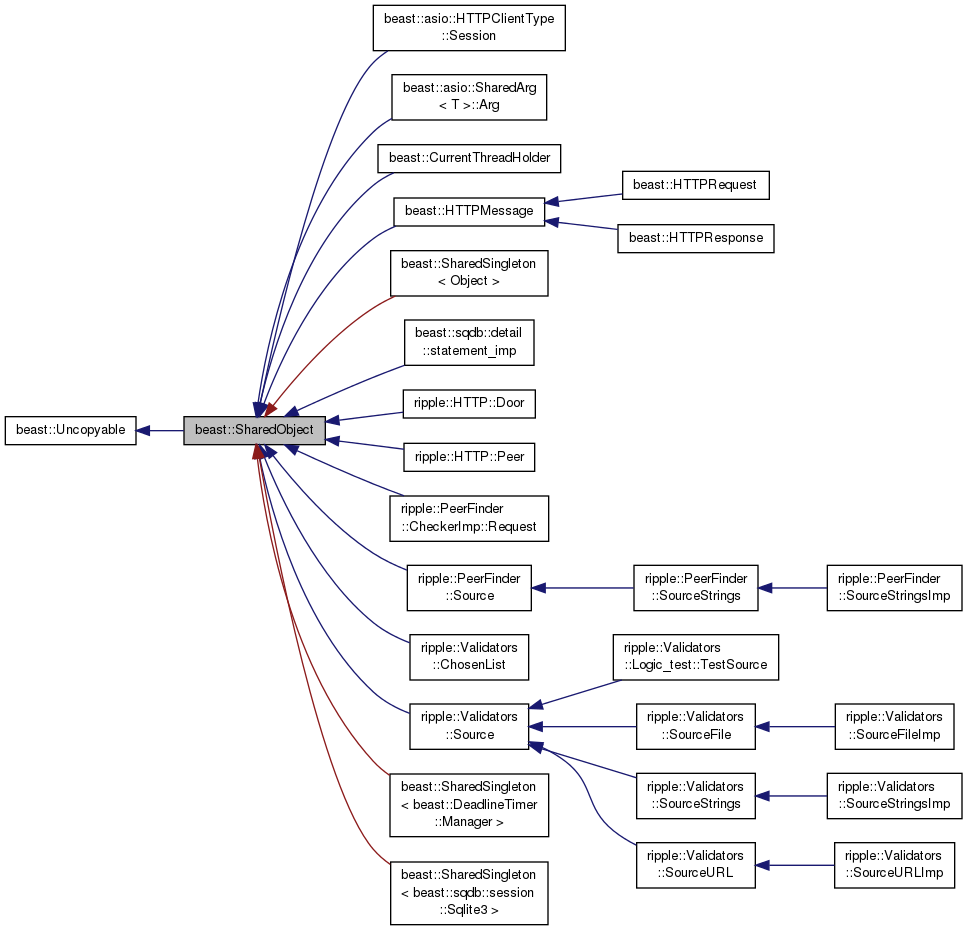 beast::asio::HTTPClientType
::Session
beast::asio::SharedArg
< T >::Arg
beast::CurrentThreadHolder
beast::HTTPRequest
beast::HTTPMessage
beast::HTTPResponse
beast::SharedSingleton
< Object >
beast::sqdb::detail
::statement_imp
ripple::HTTP::Door
beast::Uncopyable
beast::SharedObject
ripple::HTTP::Peer
ripple::PeerFinder
::CheckerImp::Request
ripple::PeerFinder
::Source
ripple::PeerFinder
::SourceStrings
ripple::PeerFinder
::SourceStringsImp
ripple::Validators
::ChosenList
ripple::Validators
::Logic_test::TestSource
ripple::Validators
::Source
ripple::Validators
::SourceFile
ripple::Validators
::SourceFileImp
beast::SharedSingleton
< beast::DeadlineTimer
::Manager >
ripple::Validators
::SourceStrings
ripple::Validators
::SourceStringsImp
ripple::Validators
::SourceURL
ripple::Validators
::SourceURLImp
beast::SharedSingleton
< beast::sqdb::session
::Sqlite3 >